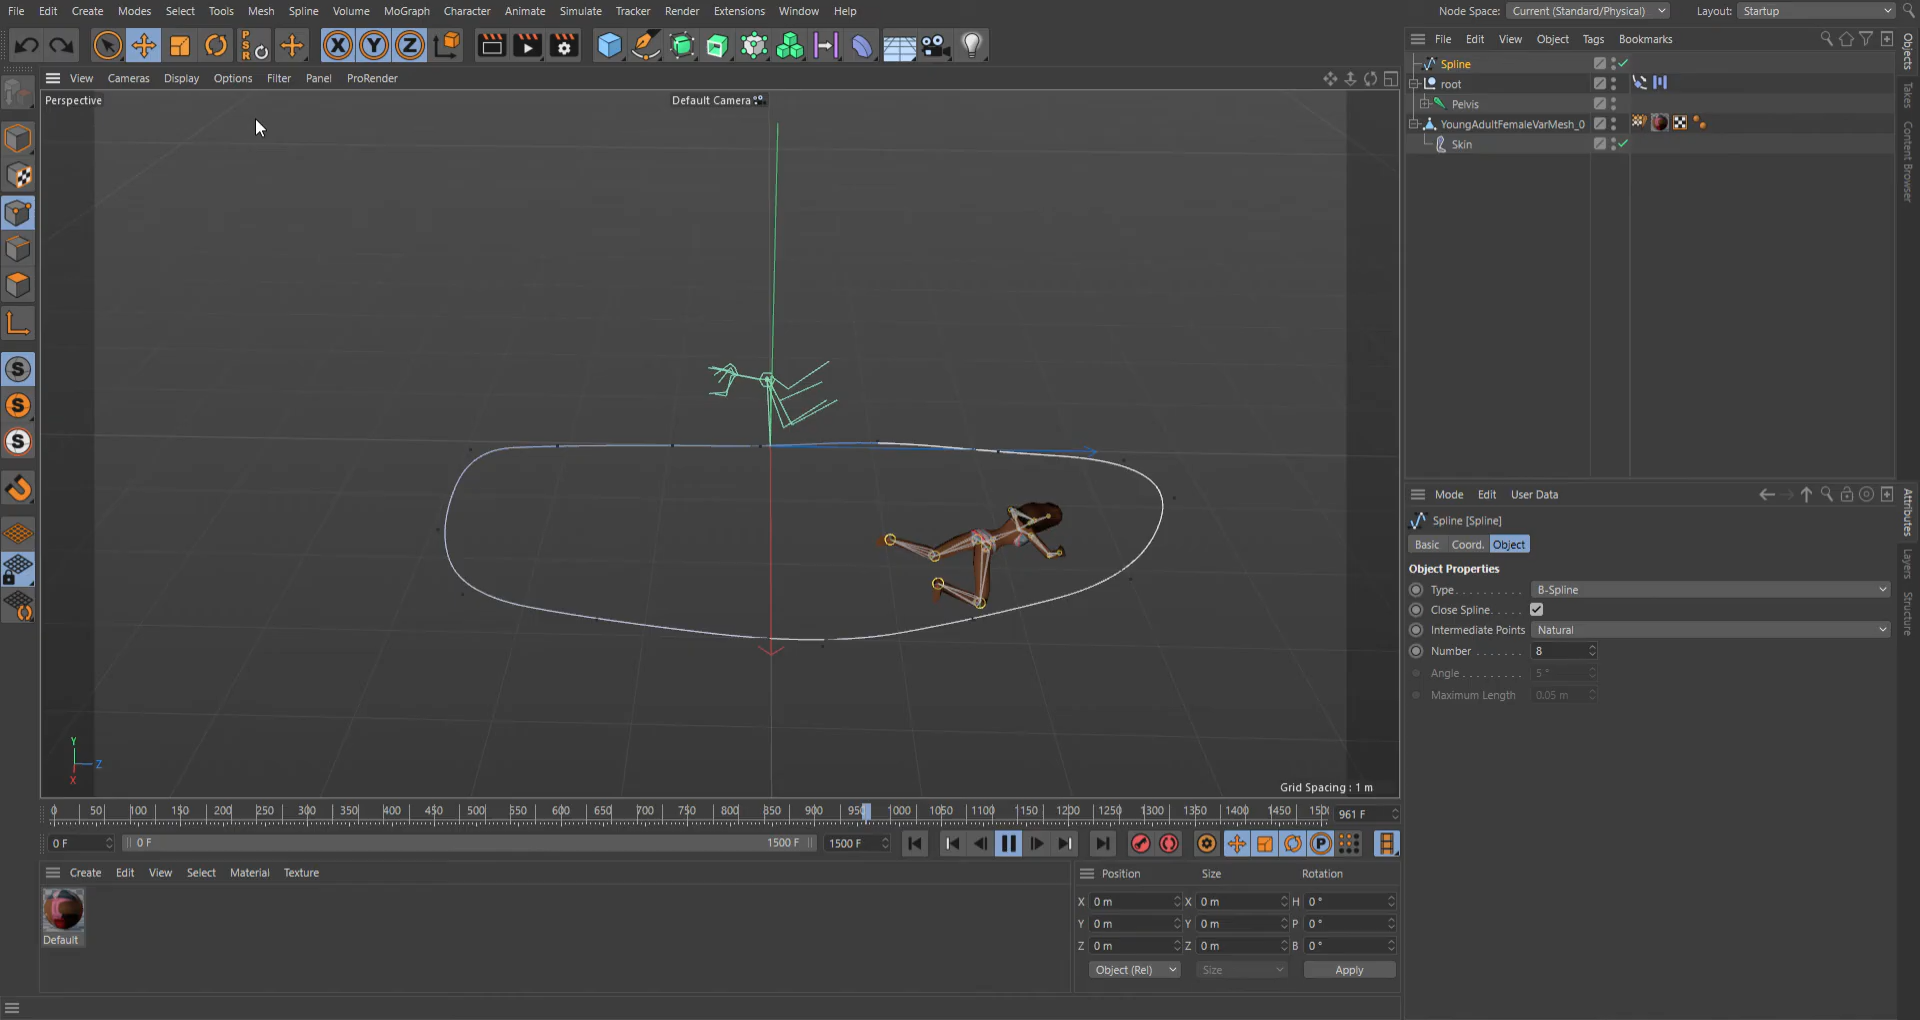 File Edit Create Modes Select Tools Mesh Spline Volume MoGraph Character Animate Simulate Tracker Render Extensions Window Help
Node Space: Current (Standard/Physical) Layout: Startup
P S R
X Y Z
File Edit View Object Tags Bookmarks
View Cameras Display Options Filter Panel ProRender
Perspective
Default Camera
Spline
root
Pelvis
YoungAdultFemaleVarMesh_0
Skin
Objects
Takes
Content Browser
Mode Edit User Data
Spline [Spline]
Basic Coord. Object
Object Properties
Type B-Spline
Close Spline
Intermediate Points Natural
Number 8
Angle 5 °
Maximum Length 0.05 m
Attributes
Layers
Structure
Y
Z
X
Grid Spacing : 1 m
0 50 100 150 200 250 300 350 400 450 500 550 600 650 700 750 800 850 900 950 1000 1050 1100 1150 1200 1250 1300 1350 1400 1450 961 F
0 F 0 F 1500 F 1500 F
Create Edit View Select Material Texture
Default
Position Size Rotation
X 0 m X 0 m H 0 °
Y 0 m Y 0 m P 0 °
Z 0 m Z 0 m B 0 °
Object (Rel) Size Apply